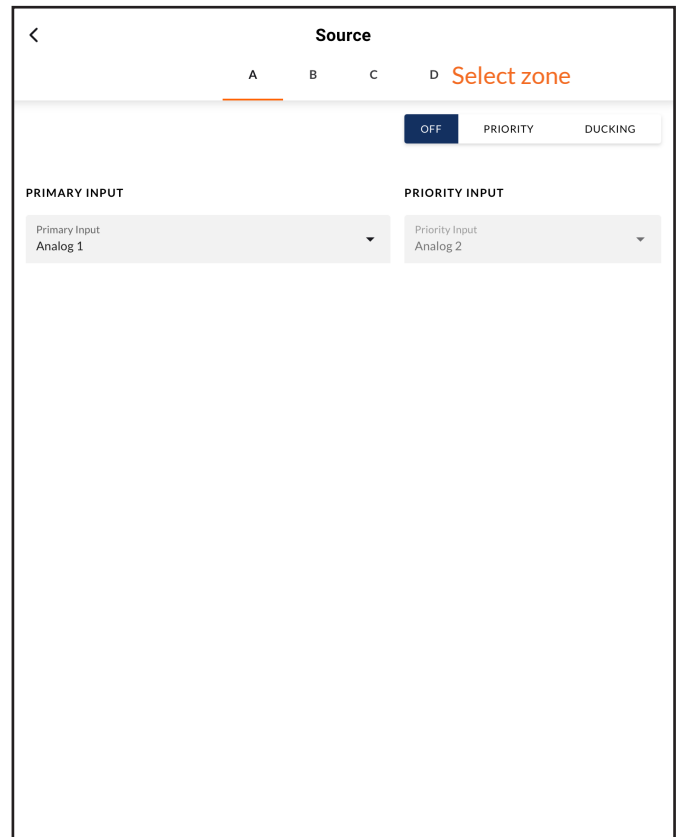 Source
A B C D Select zone
OFF PRIORITY DUCKING
PRIMARY INPUT
Primary Input
Analog 1
PRIORITY INPUT
Priority Input
Analog 2